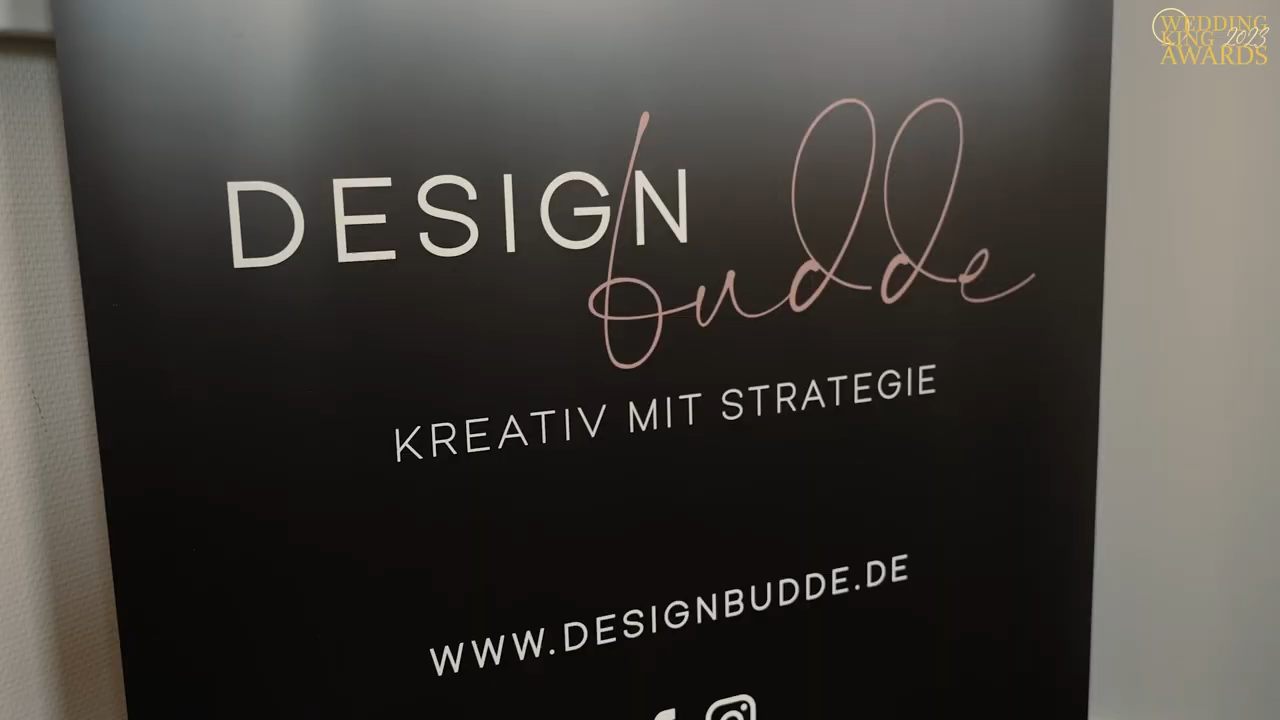 WEDDING
KING 2023
AWARDS
DESIGN
budde
KREATIV MIT STRATEGIE
WWW.DESIGNBUDDE.DE